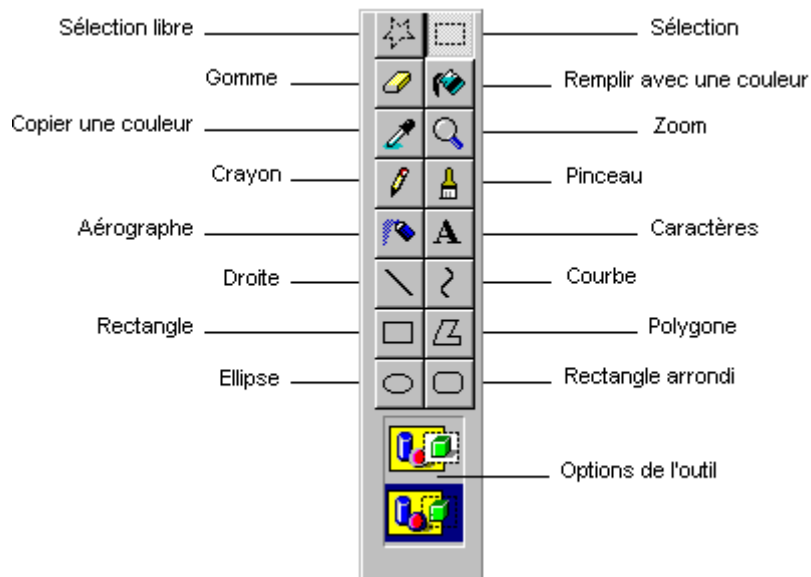 Sélection libre
Sélection
Gomme
Remplir avec une couleur
Copier une couleur
Zoom
Crayon
Pinceau
Aérographe
A
Caractères
Droite
Courbe
Rectangle
Polygone
Ellipse
Rectangle arrondi
Options de l'outil